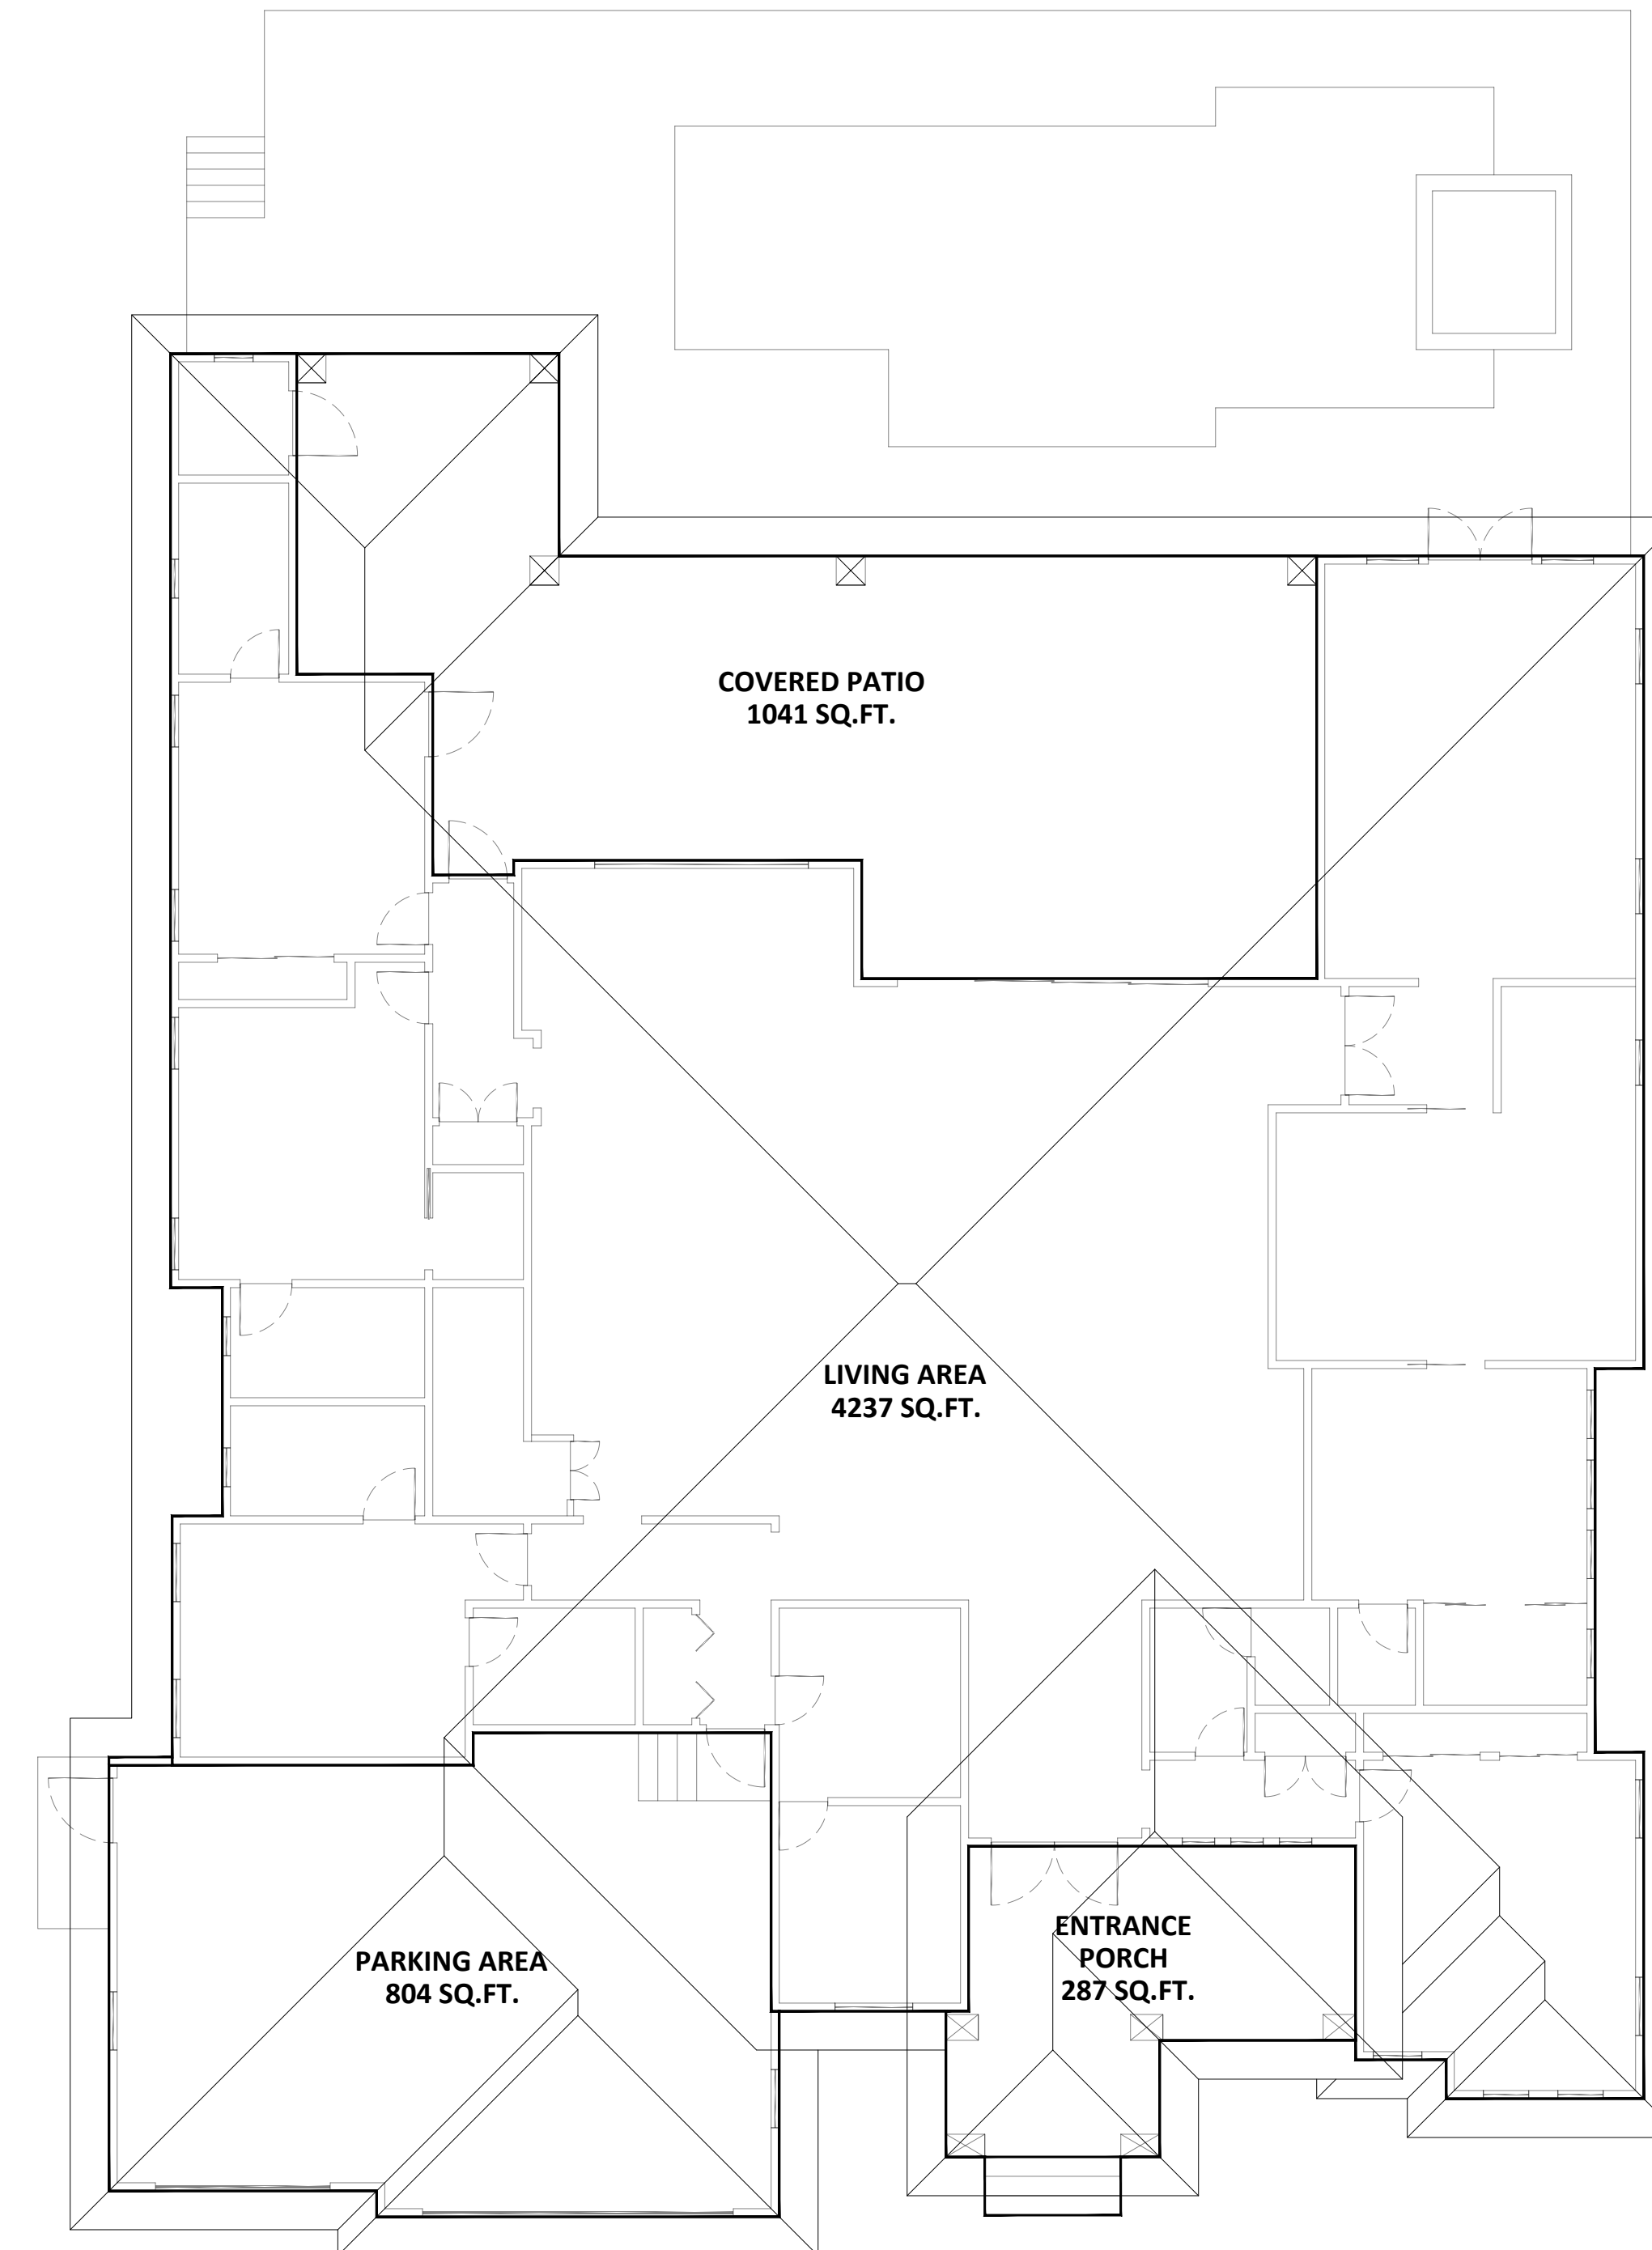 COVERED PATIO
1041 SQ.FT.
LIVING AREA
4237 SQ.FT.
ENTRANCE
PORCH
287 SQ.FT.
PARKING AREA
804 SQ.FT.